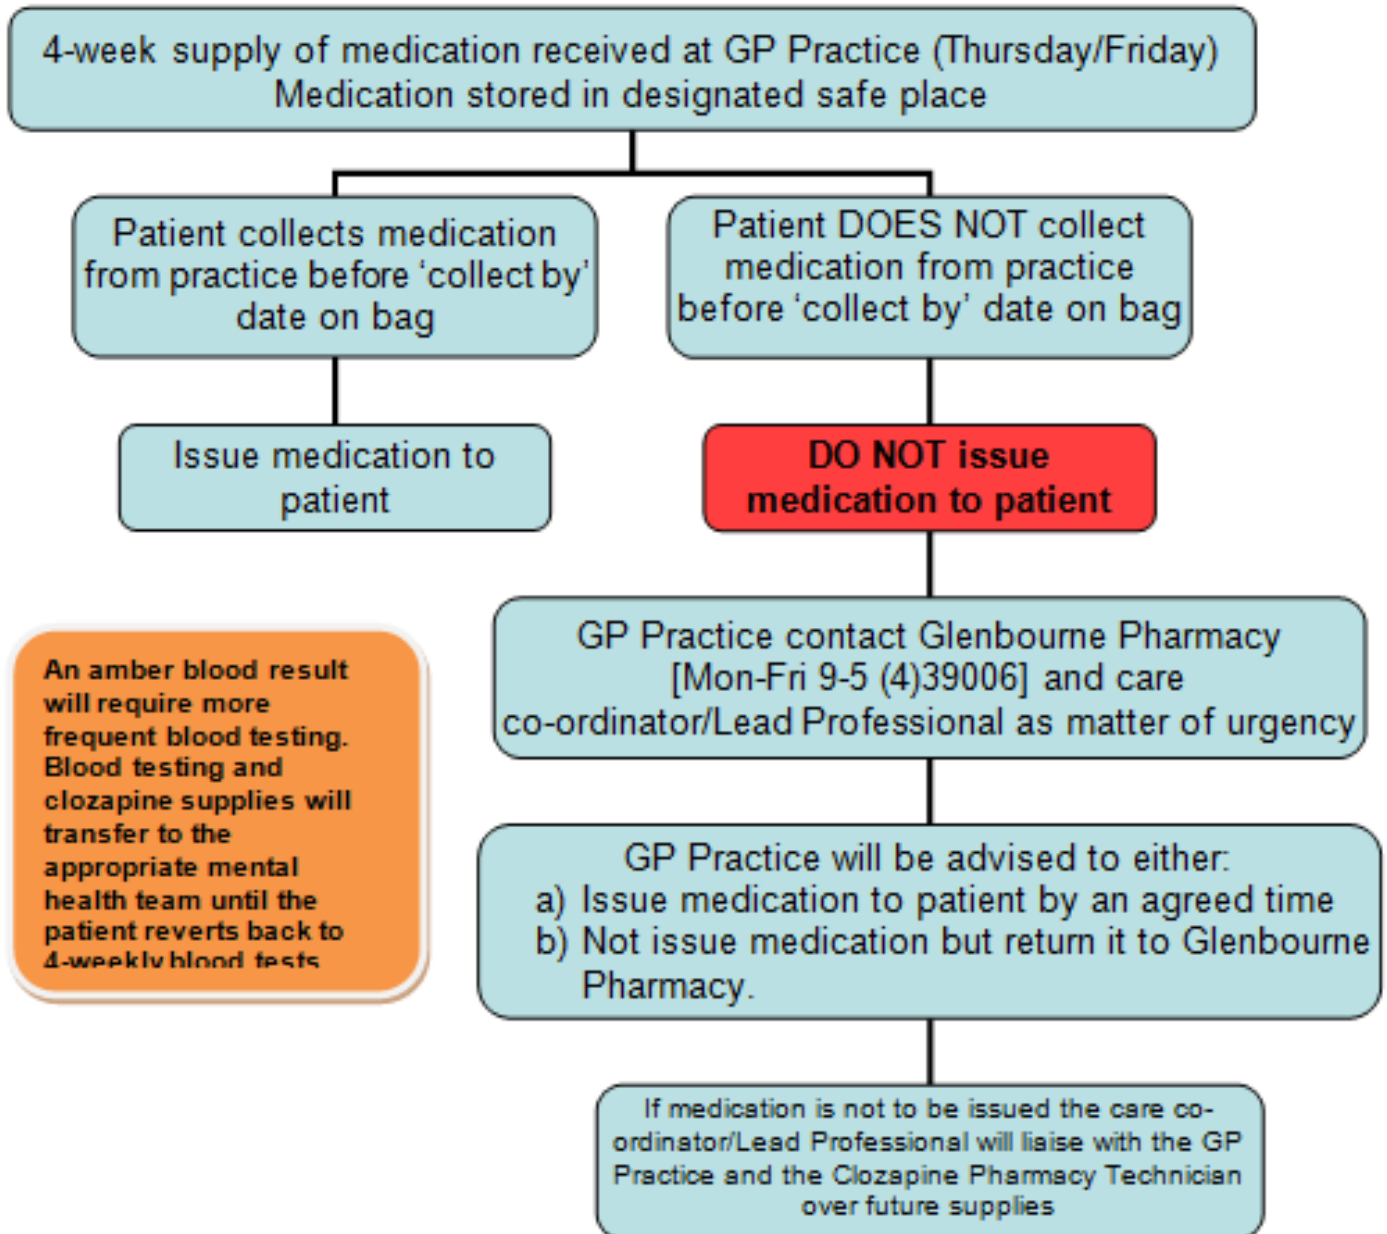 4-week supply of medication received at GP Practice (Thursday/Friday)
Medication stored in designated safe place
Patient collects medication
from practice before ‘collect by’
date on bag
Patient DOES NOT collect
medication from practice
before ‘collect by’ date on bag
Issue medication to
patient
DO NOT issue
medication to patient
GP Practice contact Glenbourne Pharmacy
[Mon-Fri 9-5 (4)39006] and care
co-ordinator/Lead Professional as matter of urgency
An amber blood result
will require more
frequent blood testing.
Blood testing and
clozapine supplies will
transfer to the
appropriate mental
health team until the
patient reverts back to
4-weekly blood tests
GP Practice will be advised to either:
a) Issue medication to patient by an agreed time
b) Not issue medication but return it to Glenbourne
Pharmacy.
If medication is not to be issued the care co-
ordinator/Lead Professional will liaise with the GP
Practice and the Clozapine Pharmacy Technician
over future supplies